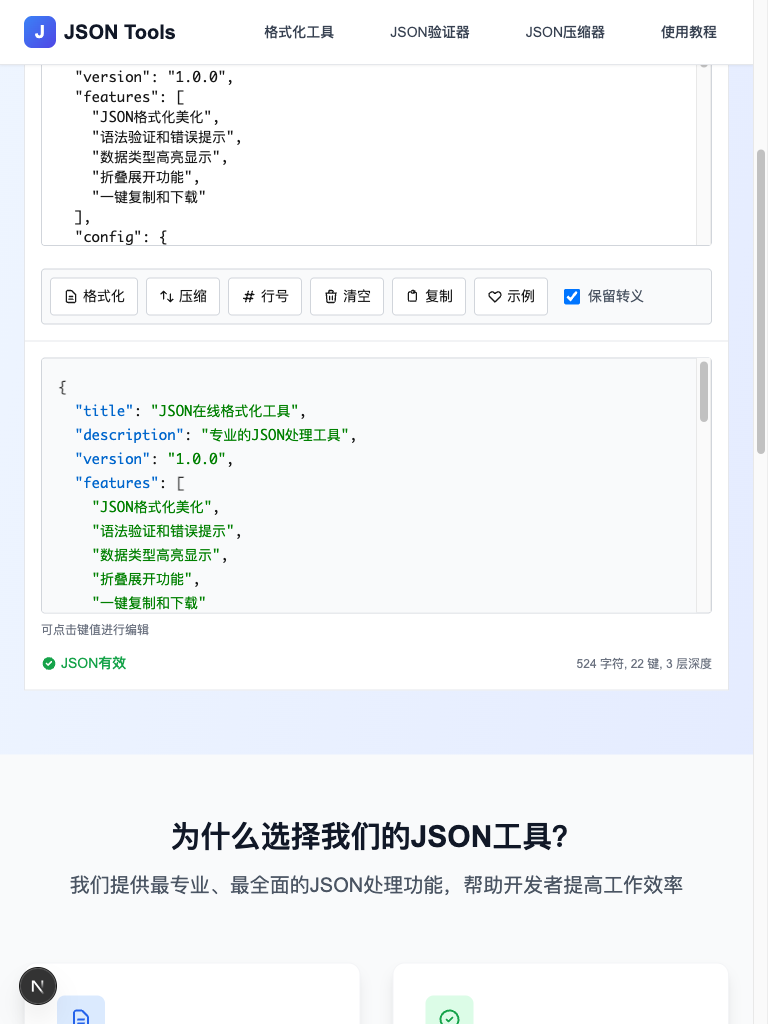 J JSON Tools 格式化工具 JSON验证器 JSON压缩器 使用教程
"version": "1.0.0",
"features": [
"JSON格式化美化",
"语法验证和错误提示",
"数据类型高亮显示",
"折叠展开功能",
"一键复制和下载"
],
"config": {
格式化 压缩 # 行号 清空 复制 示例 保留转义
{
"title": "JSON在线格式化工具",
"description": "专业的JSON处理工具",
"version": "1.0.0",
"features": [
"JSON格式化美化",
"语法验证和错误提示",
"数据类型高亮显示",
"折叠展开功能",
"一键复制和下载"
可点击键值进行编辑
JSON有效 524 字符, 22 键, 3 层深度
为什么选择我们的JSON工具?
我们提供最专业、最全面的JSON处理功能，帮助开发者提高工作效率
N